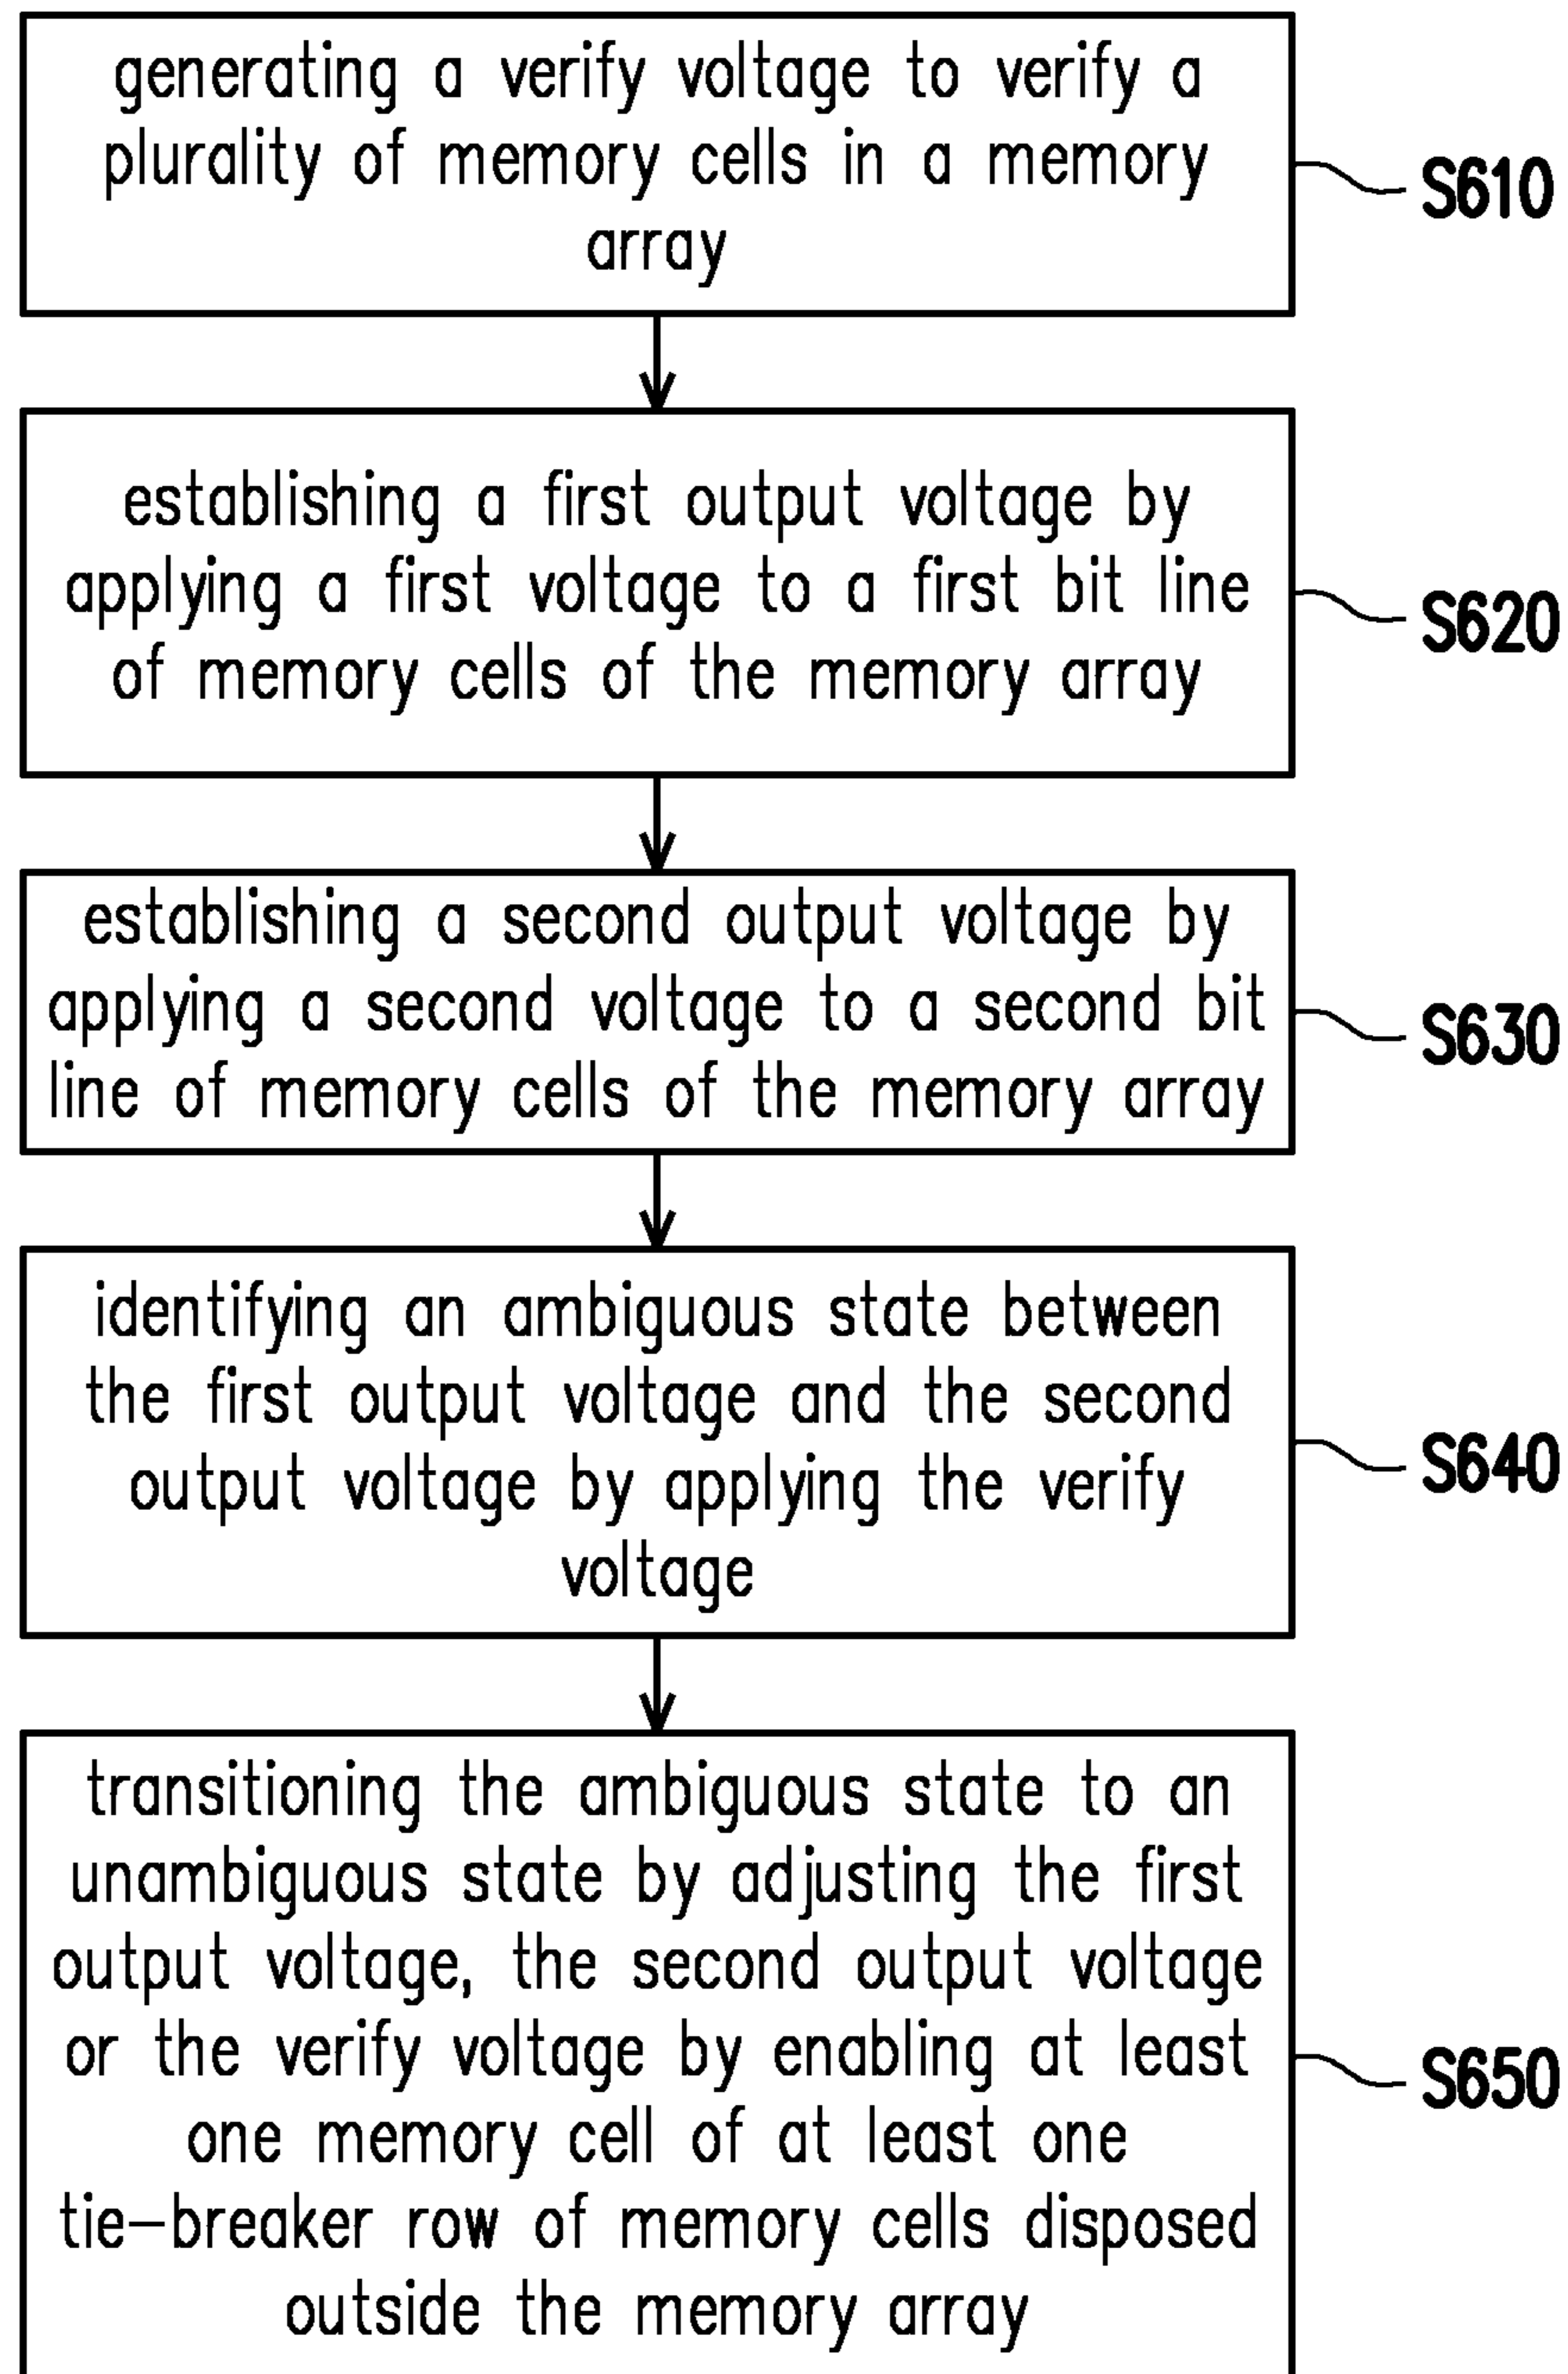 generating a verify voltage to verify a
plurality of memory cells in a memory
array
S610
establishing a first output voltage by
applying a first voltage to a first bit line
of memory cells of the memory array
S620
establishing a second output voltage by
applying a second voltage to a second bit
line of memory cells of the memory array
S630
identifying an ambiguous state between
the first output voltage and the second
output voltage by applying the verify
voltage
S640
transitioning the ambiguous state to an
unambiguous state by adjusting the first
output voltage, the second output voltage
or the verify voltage by enabling at least
one memory cell of at least one
tie-breaker row of memory cells disposed
outside the memory array
S650